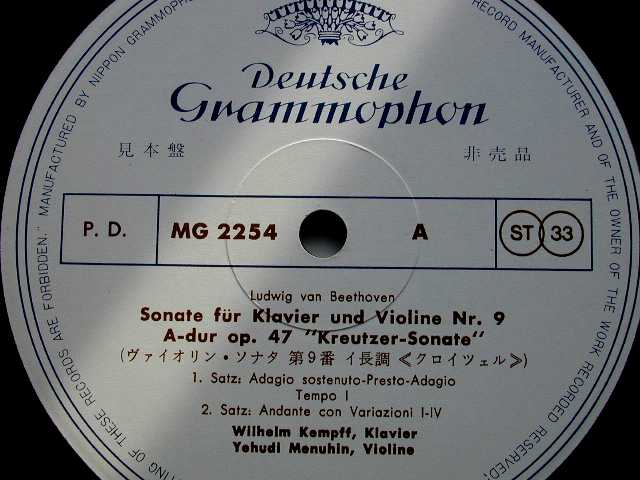 MANUFACTURED BY NIPPON GRAMMOPHON
RECORD MANUFACTURER AND OF THE OWNER OF THE WORK RECORDED RESERVED.
OF THESE RECORDS ARE FORBIDDEN."
Deutsche
Grammophon
見本盤 非売品
P. D. MG 2254 A ST 33
Ludwig van Beethoven
Sonate für Klavier und Violine Nr. 9
A-dur op. 47 "Kreutzer-Sonate"
(ヴァイオリン・ソナタ 第9番 イ長調 ≪クロイツェル≫)
1. Satz: Adagio sostenuto-Presto-Adagio
Tempo I
2. Satz: Andante con Variazioni I-IV
Wilhelm Kempff, Klavier
Yehudi Menuhin, Violine